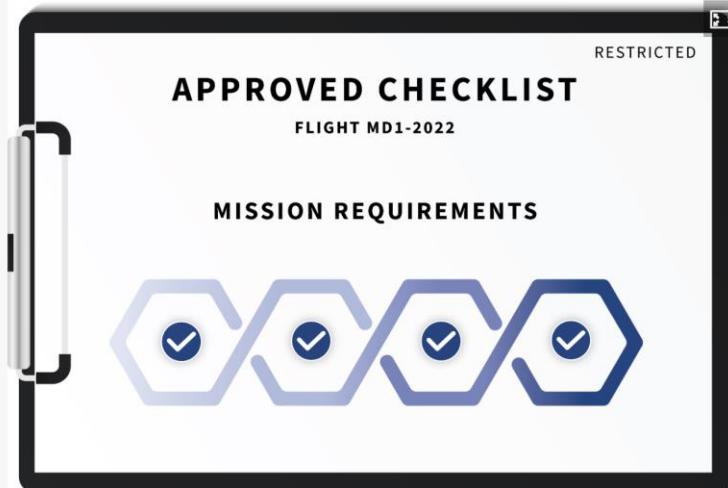 RESTRICTED
APPROVED CHECKLIST
FLIGHT MD1-2022
MISSION REQUIREMENTS